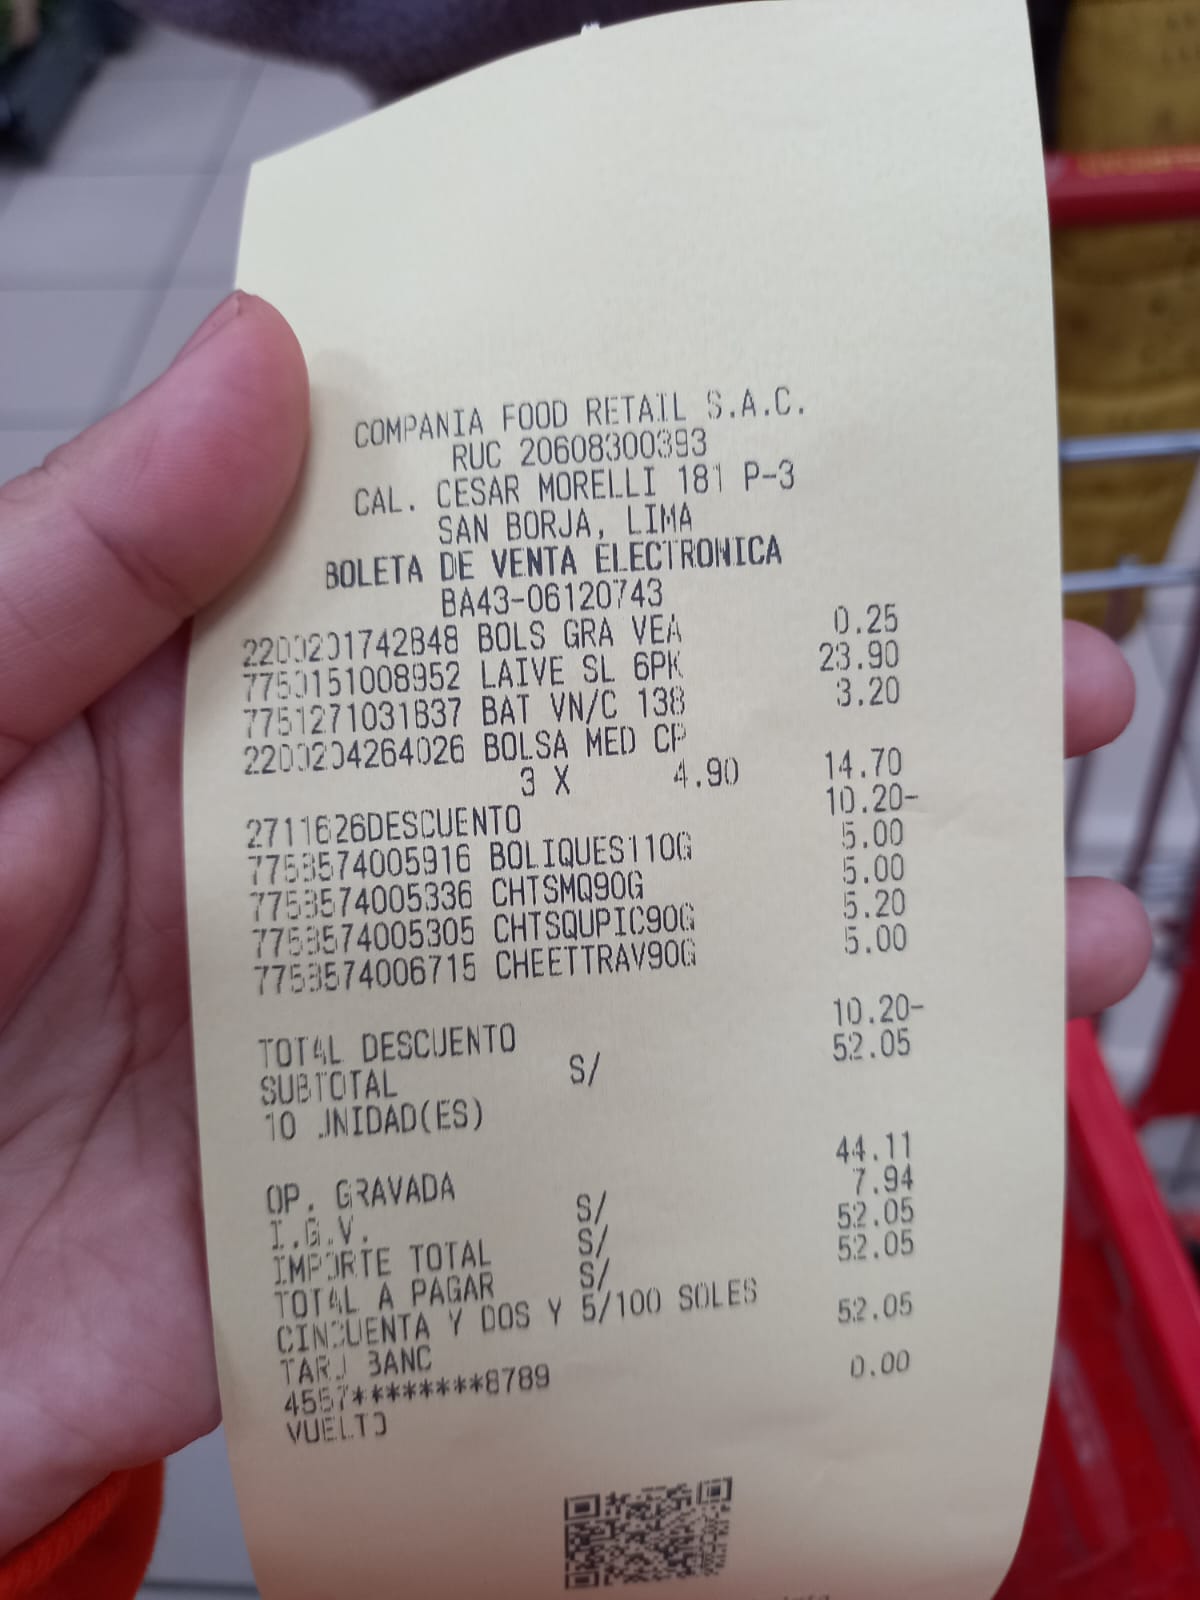 COMPANIA FOOD RETAIL S.A.C.
RUC 20608300393
CAL. CESAR MORELLI 181 P-3
SAN BORJA, LIMA
BOLETA DE VENTA ELECTRONICA
BA43-06120743
2200201742848 BOLS GRA VEA 0.25
7750151008952 LAIVE SL 6PK 23.90
7751271031837 BAT VN/C 138 3.20
2200204264026 BOLSA MED CP
3 X 4.90 14.70
2711626DESCUENTO 10.20-
7758574005916 BOLIQUES110G 5.00
7758574005336 CHTSMQ90G 5.00
7758574005305 CHTSQUPIC90G 5.20
7758574006715 CHEETTRAV90G 5.00
TOTAL DESCUENTO 10.20-
SUBTOTAL S/ 52.05
10 UNIDAD(ES)
OP. GRAVADA 44.11
I.G.V. S/ 7.94
IMPORTE TOTAL S/ 52.05
TOTAL A PAGAR S/ 52.05
CINCUENTA Y DOS Y 5/100 SOLES
TARJ BANC 52.05
4557********8789
VUELTO 0.00